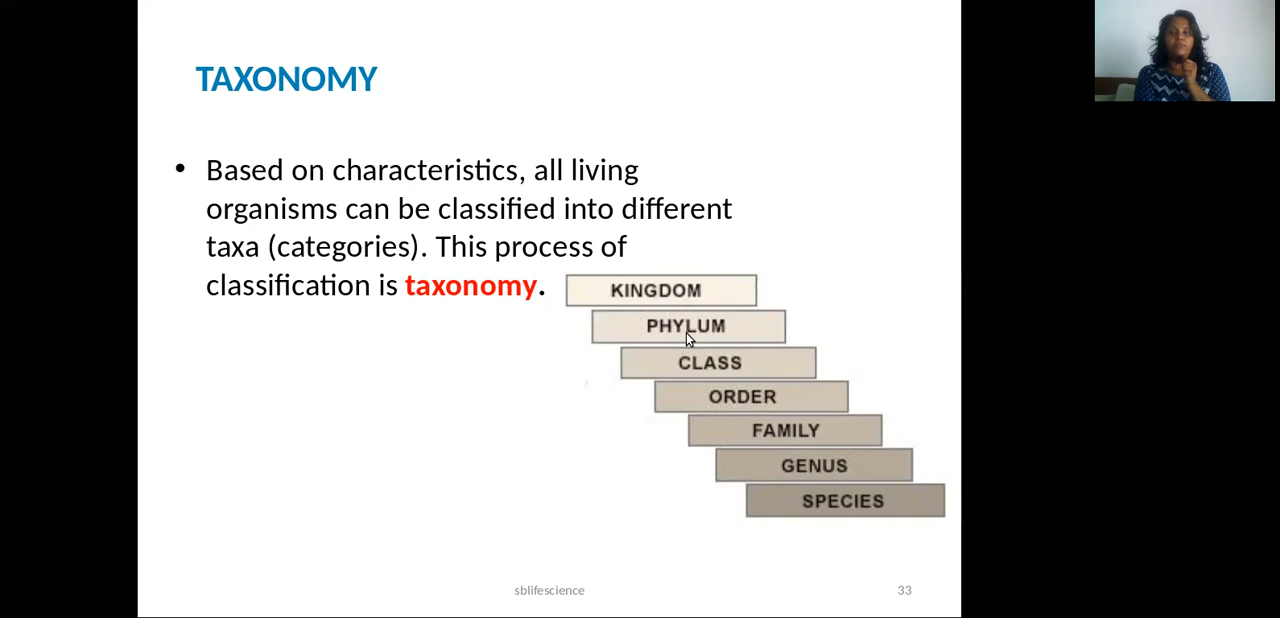 TAXONOMY
• Based on characteristics, all living
organisms can be classified into different
taxa (categories). This process of
classification is taxonomy.
KINGDOM
PHYLUM
CLASS
ORDER
FAMILY
GENUS
SPECIES
sblifescience
33